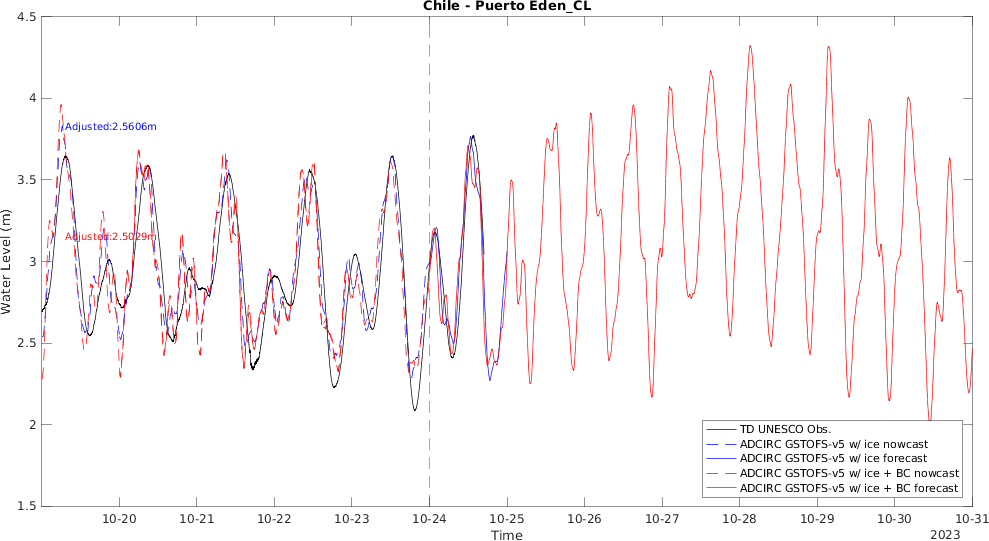 Chile - Puerto Eden_CL
4.5
4
3.5
3
2.5
2
1.5
Water Level (m)
Adjusted:2.5606m
Adjusted:2.5029m
TD UNESCO Obs.
ADCIRC GSTOFS-v5 w/ ice nowcast
ADCIRC GSTOFS-v5 w/ ice forecast
ADCIRC GSTOFS-v5 w/ ice + BC nowcast
ADCIRC GSTOFS-v5 w/ ice + BC forecast
10-20 10-21 10-22 10-23 10-24 10-25 10-26 10-27 10-28 10-29 10-30 10-31
Time
2023